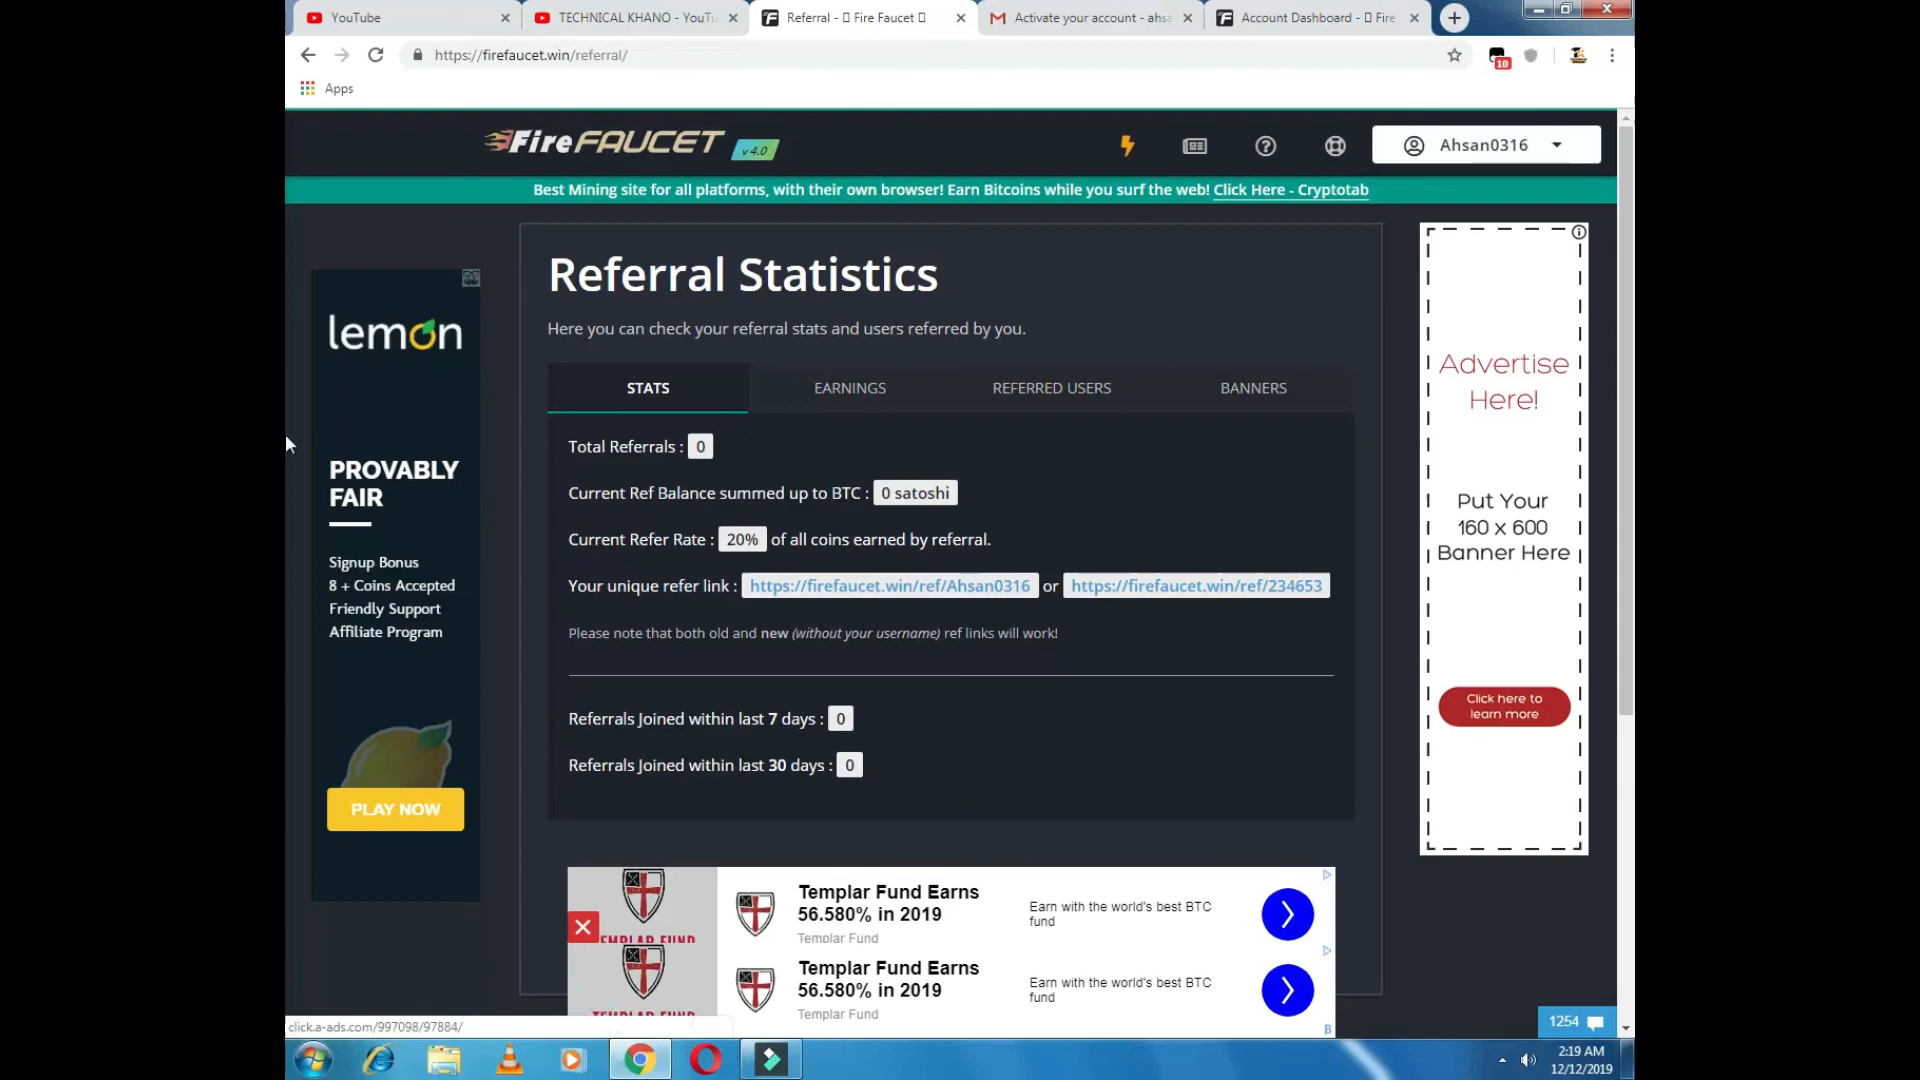 YouTube
TECHNICAL KHANO - YouTu
Referral - Fire Faucet
Activate your account - ahsa
Account Dashboard - Fire
https://firefaucet.win/referral/
10
Apps
Fire FAUCET v 4.0
Ahsan0316
Best Mining site for all platforms, with their own browser! Earn Bitcoins while you surf the web! Click Here - Cryptotab
lemon
PROVABLY
FAIR
Signup Bonus
8 + Coins Accepted
Friendly Support
Affiliate Program
PLAY NOW
Referral Statistics
Here you can check your referral stats and users referred by you.
STATS EARNINGS REFERRED USERS BANNERS
Total Referrals : 0
Current Ref Balance summed up to BTC : 0 satoshi
Current Refer Rate : 20% of all coins earned by referral.
Your unique refer link : https://firefaucet.win/ref/Ahsan0316 or https://firefaucet.win/ref/234653
Please note that both old and new (without your username) ref links will work!
Referrals Joined within last 7 days : 0
Referrals Joined within last 30 days : 0
Advertise
Here!
Put Your
160 x 600
Banner Here
Click here to
learn more
TEMPLAR FUND
Templar Fund Earns
56.580% in 2019
Templar Fund
Earn with the world's best BTC
fund
TEMPLAR FUND
Templar Fund Earns
56.580% in 2019
Templar Fund
Earn with the world's best BTC
fund
B
1254
click.a-ads.com/997098/97884/
2:19 AM
12/12/2019